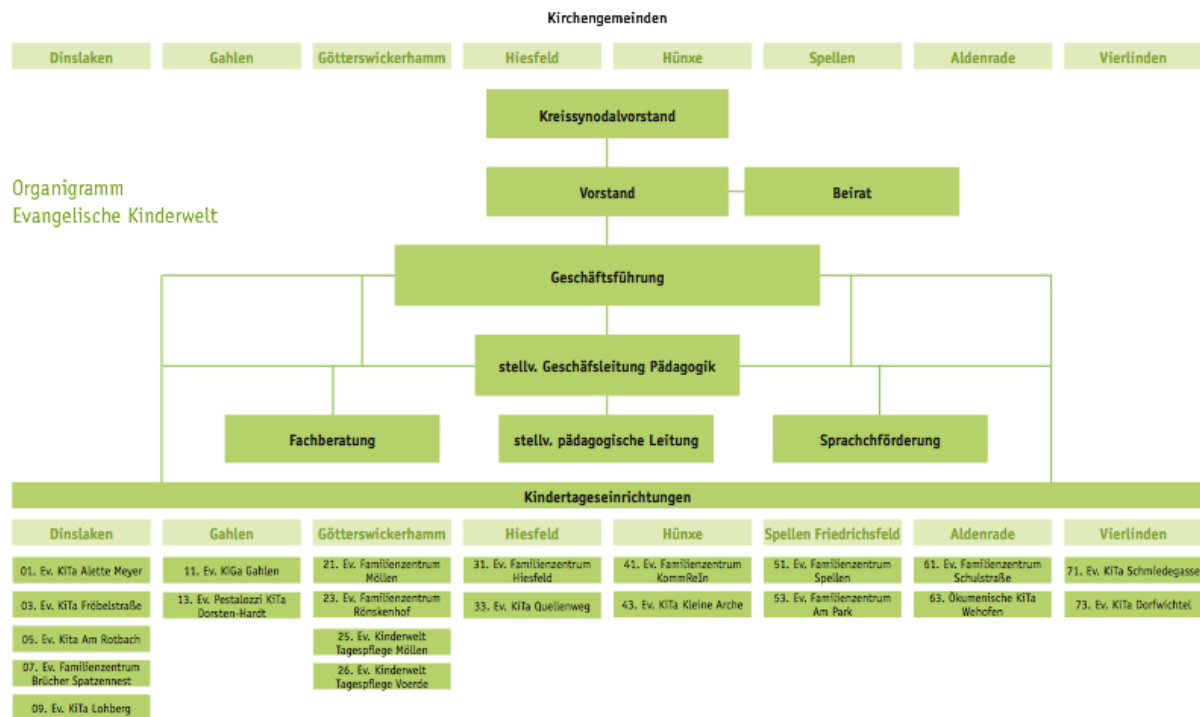 Kirchengemeinden
Dinslaken
Gahlen
Götterswickerhamm
Hiesfeld
Hünxe
Spellen
Aldenrade
Vierlinden
Kreissynodalvorstand
Organigramm
Evangelische Kinderwelt
Vorstand
Beirat
Geschäftsführung
stellv. Geschäfsleitung Pädagogik
Fachberatung
stellv. pädagogische Leitung
Sprachchförderung
Kindertageseinrichtungen
Dinslaken
01. Ev. KiTa Alette Meyer
03. Ev. KiTa Fröbelstraße
05. Ev. Kita Am Rotbach
07. Ev. Familienzentrum
Brücher Spatzennest
09. Ev. KiTa Lohberg
Gahlen
11. Ev. KiGa Gahlen
13. Ev. Pestalozzi KiTa
Dorsten-Hardt
Götterswickerhamm
21. Ev. Familienzentrum
Möllen
23. Ev. Familienzentrum
Rönskenhof
25. Ev. Kinderwelt
Tagespflege Möllen
26. Ev. Kinderwelt
Tagespflege Voerde
Hiesfeld
31. Ev. Familienzentrum
Hiesfeld
33. Ev. KiTa Quellenweg
Hünxe
41. Ev. Familienzentrum
KommReIn
43. Ev. KiTa Kleine Arche
Spellen Friedrichsfeld
51. Ev. Familienzentrum
Spellen
53. Ev. Familienzentrum
Am Park
Aldenrade
61. Ev. Familienzentrum
Schulstraße
63. Ökumenische KiTa
Wehofen
Vierlinden
71. Ev. KiTa Schmiedegasse
73. Ev. KiTa Dorfwichtel